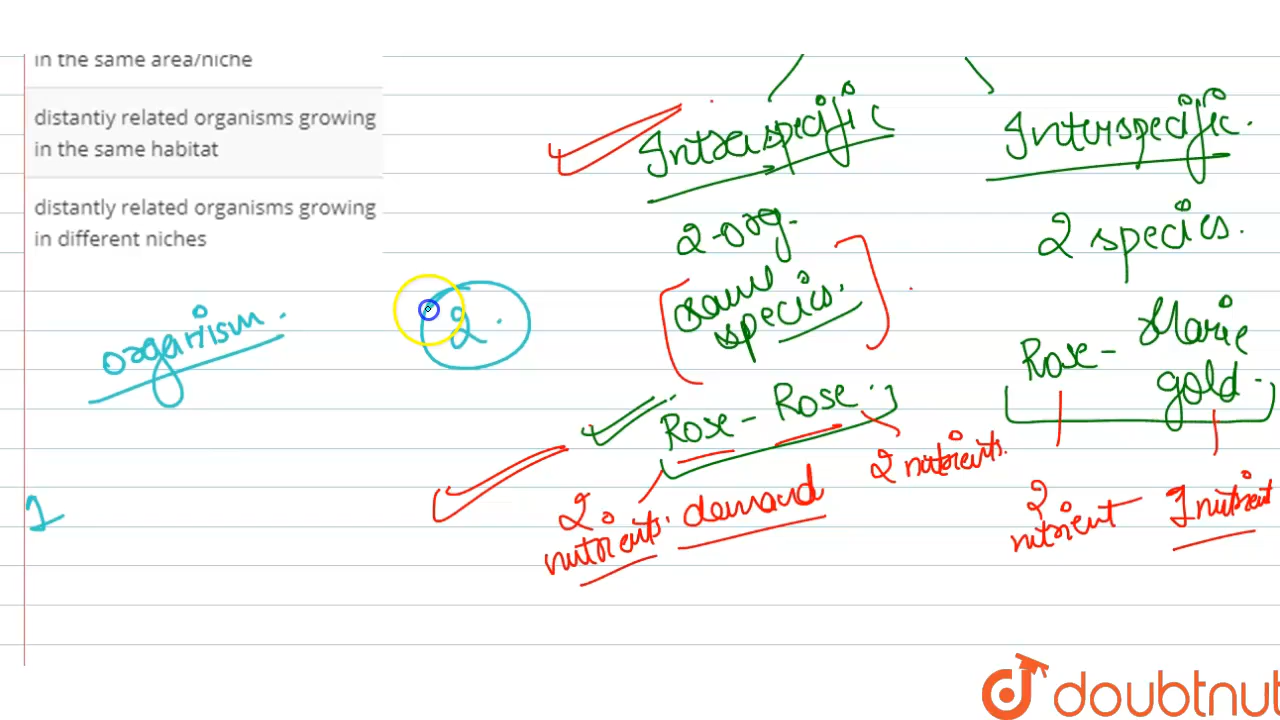 in the same area/niche
distantly related organisms growing
in the same habitat
distantly related organisms growing
in different niches
Intraspecific
Interspecific.
2-org.
2 species.
same
species.
organism.
2.
Rose - Marie
gold.
Rose - Rose.
2 nutrients.
2
nutrients. demand
2
nutrient
1 nutrient
1
doubtnut